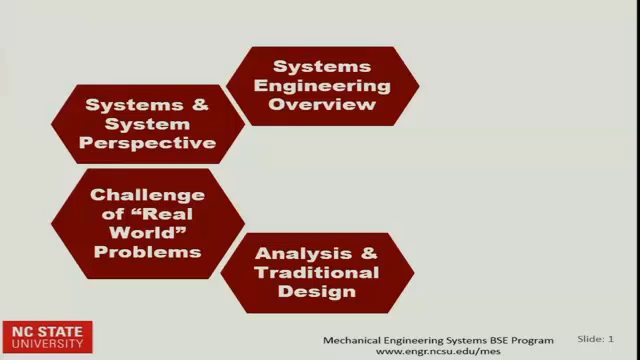 Systems
Engineering
Overview
Systems &
System
Perspective
Challenge
of “Real
World”
Problems
Analysis &
Traditional
Design
NC STATE
UNIVERSITY
Mechanical Engineering Systems BSE Program
www.engr.ncsu.edu/mes
Slide: 1